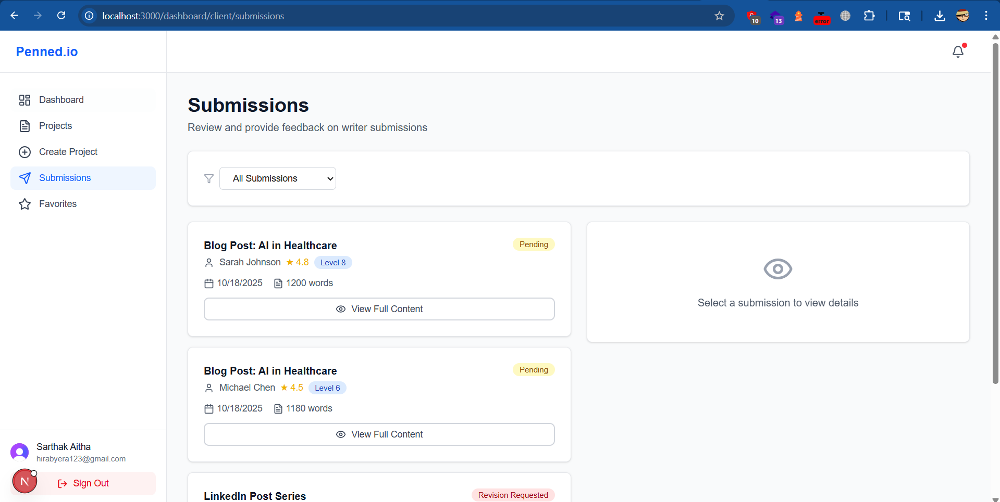 localhost:3000/dashboard/client/submissions
10
13
error
Penned.io
Dashboard
Projects
Create Project
Submissions
Favorites
Submissions
Review and provide feedback on writer submissions
All Submissions
Blog Post: AI in Healthcare
Pending
Sarah Johnson ★ 4.8 Level 8
10/18/2025 1200 words
View Full Content
Select a submission to view details
Blog Post: AI in Healthcare
Pending
Michael Chen ★ 4.5 Level 6
10/18/2025 1180 words
View Full Content
LinkedIn Post Series
Revision Requested
Sarthak Aitha
hirabyera123@gmail.com
N
Sign Out